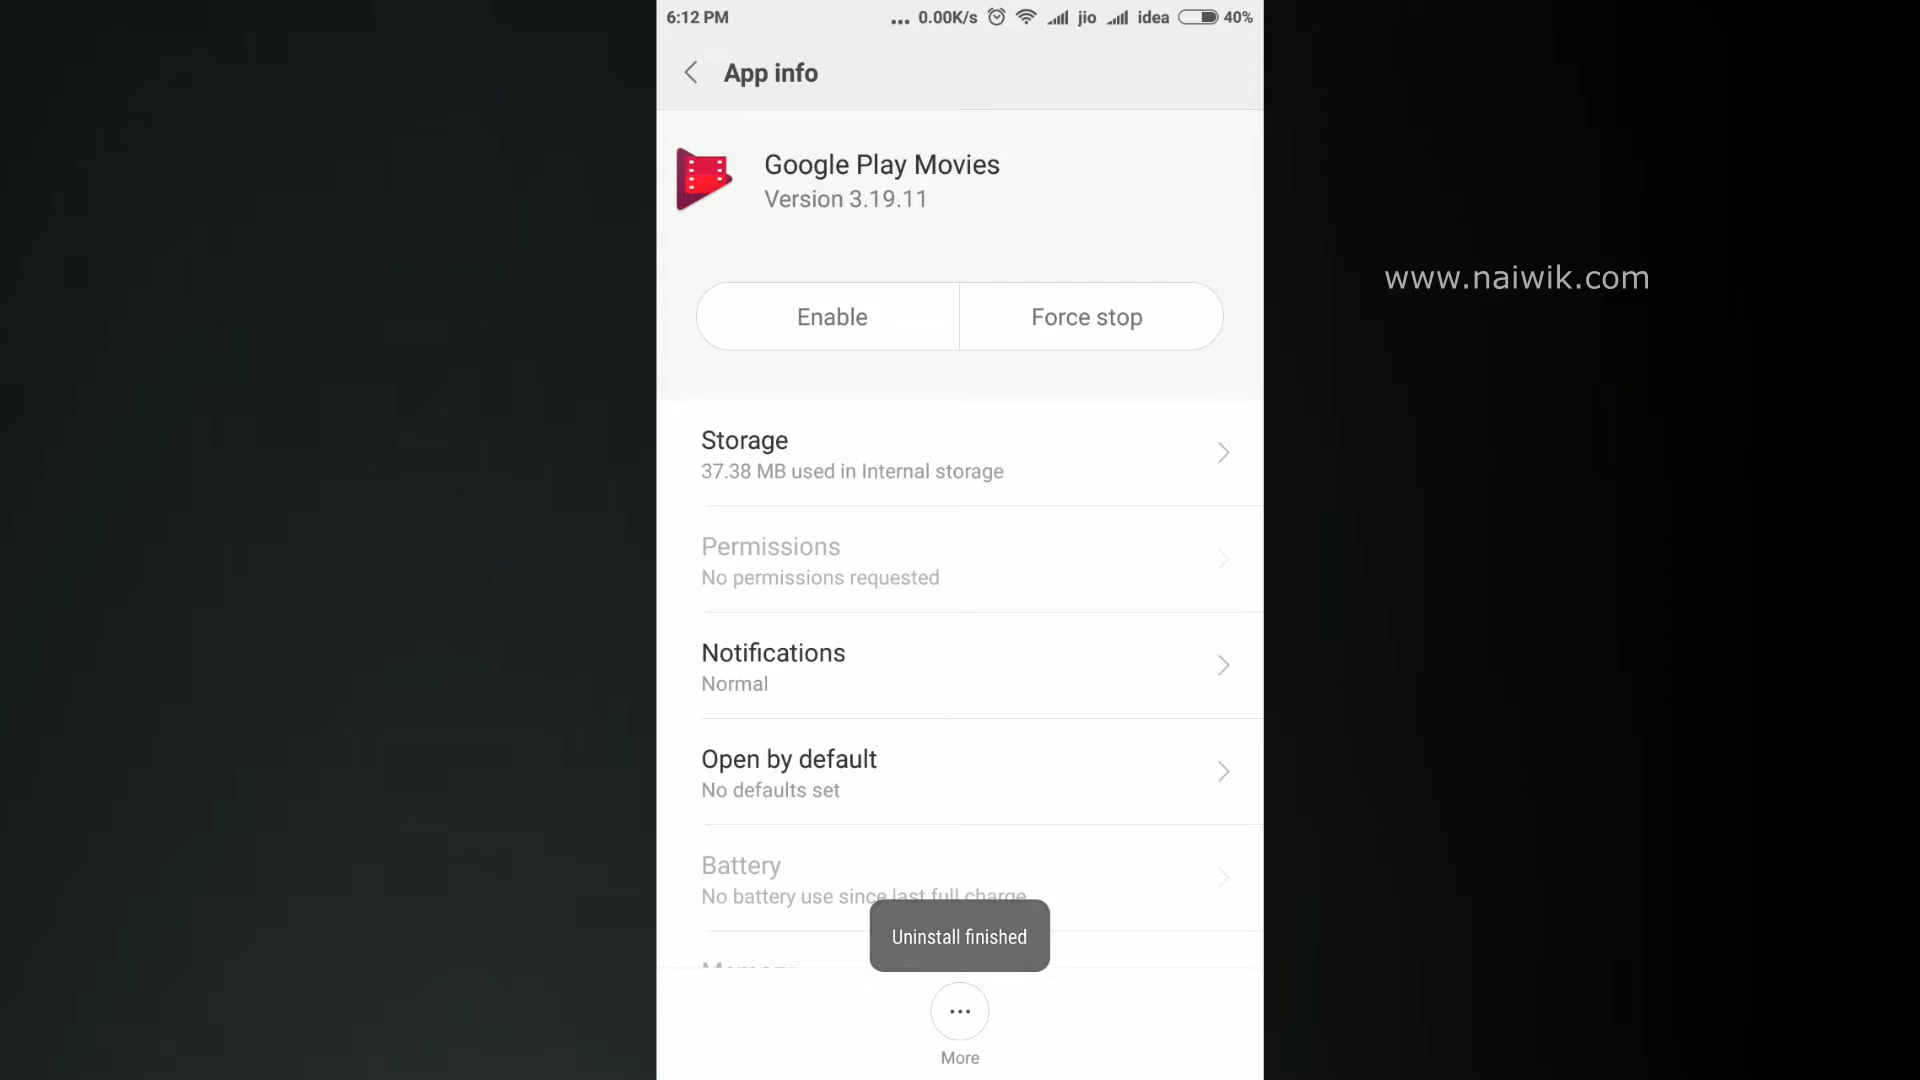 6:12 PM ... 0.00K/s jio idea 40%
App info
Google Play Movies
Version 3.19.11
www.naiwik.com
Enable Force stop
Storage
37.38 MB used in Internal storage
Permissions
No permissions requested
Notifications
Normal
Open by default
No defaults set
Battery
No battery use since last full charge
Uninstall finished
More